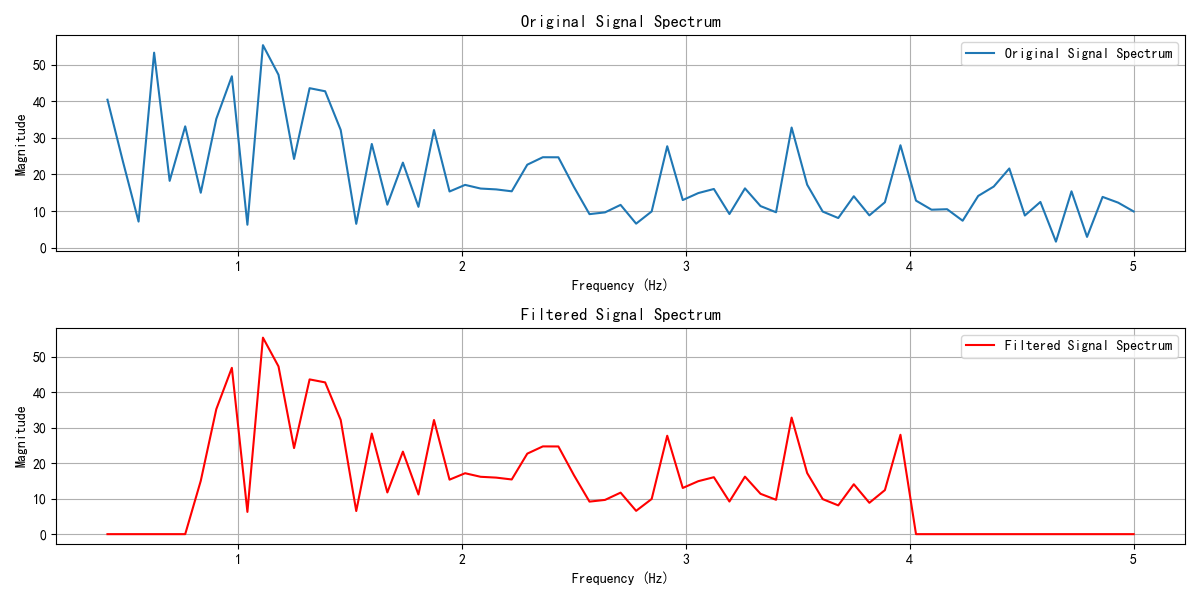 Original Signal Spectrum
Original Signal Spectrum
Magnitude
50
40
30
20
10
0
1 2 3 4 5
Frequency (Hz)
Filtered Signal Spectrum
Filtered Signal Spectrum
Magnitude
50
40
30
20
10
0
1 2 3 4 5
Frequency (Hz)